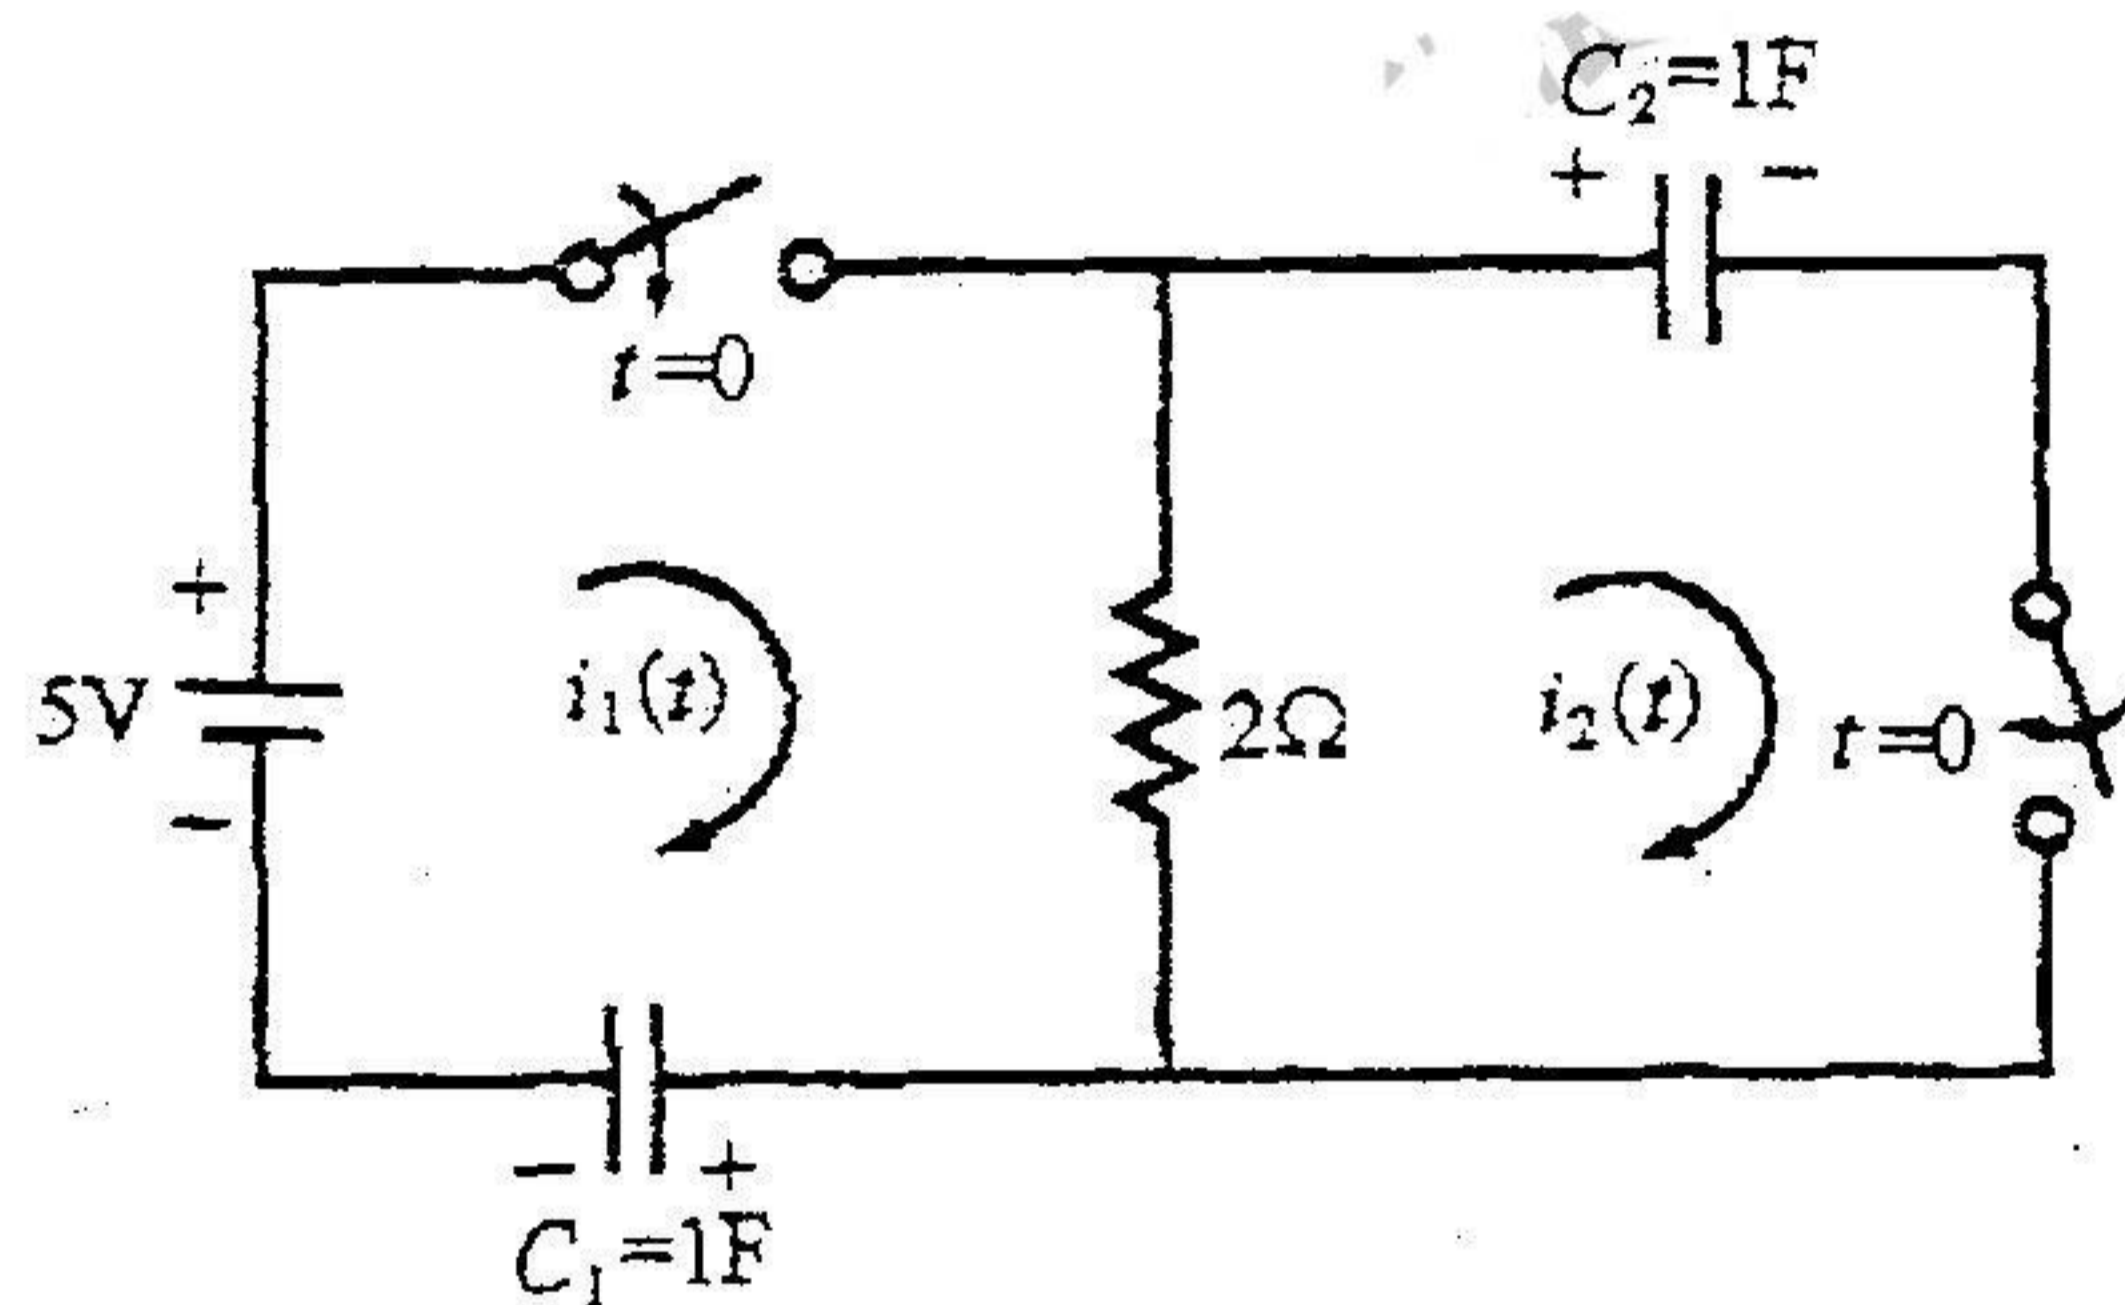 C₂=1F
+ −
t=0
+
5V
−
i₁(t)
2Ω
i₂(t)
t=0
− +
C₁=1F